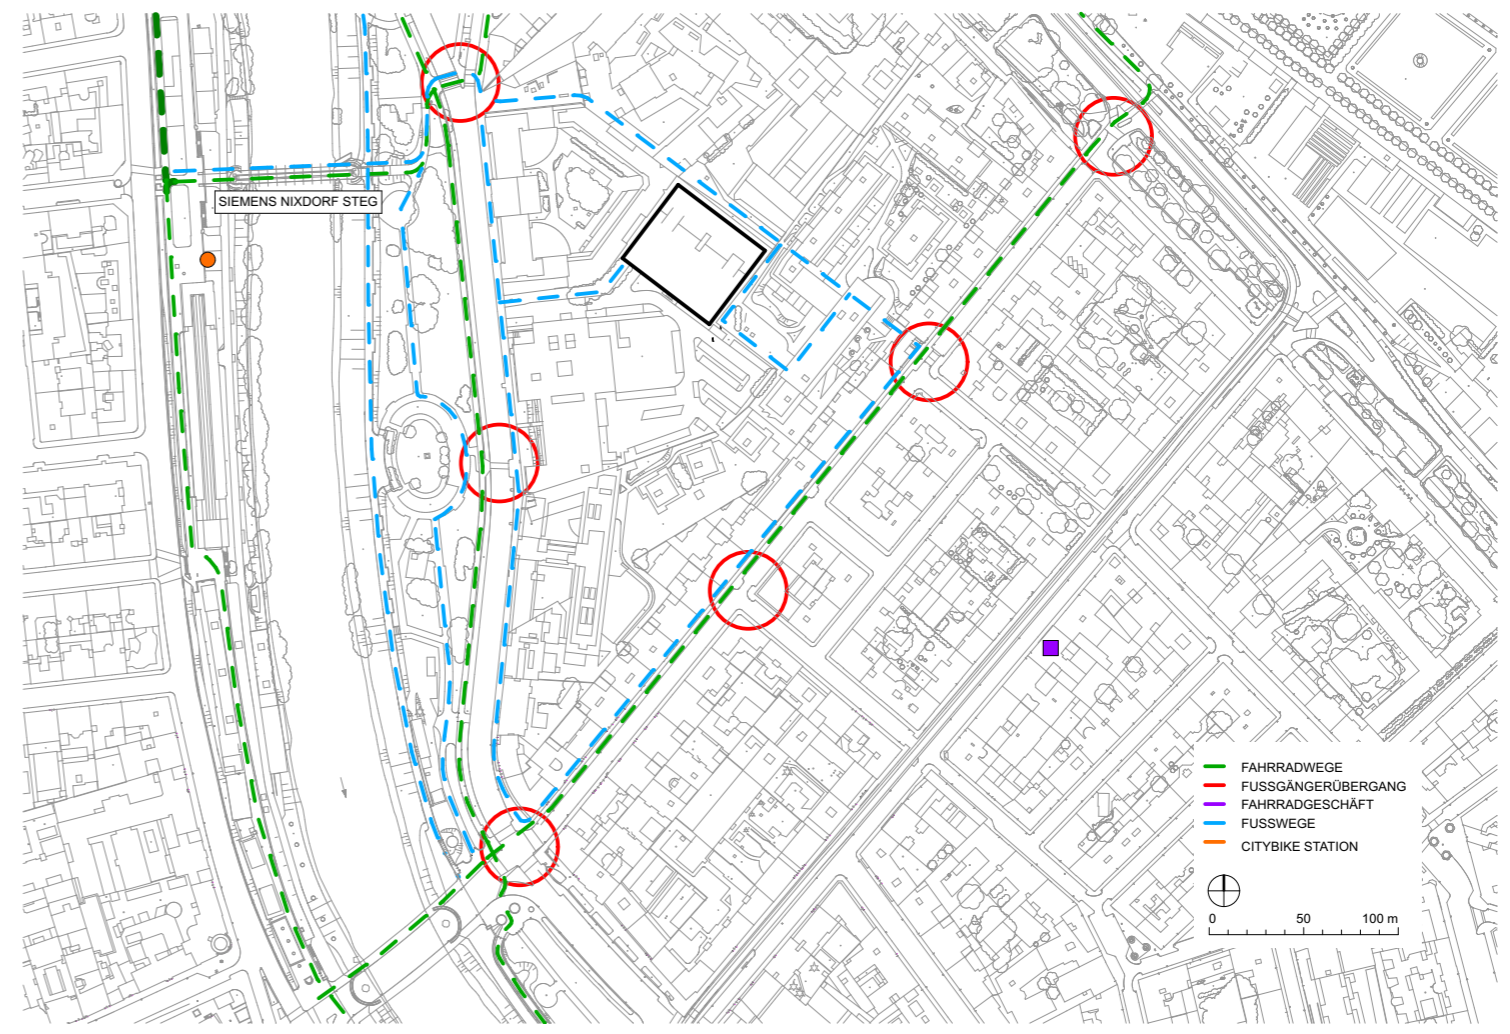 SIEMENS NIXDORF STEG
FAHRRADWEGE
FUSSGÄNGERÜBERGANG
FAHRRADGESCHÄFT
FUSSWEGE
CITYBIKE STATION
0 50 100 m